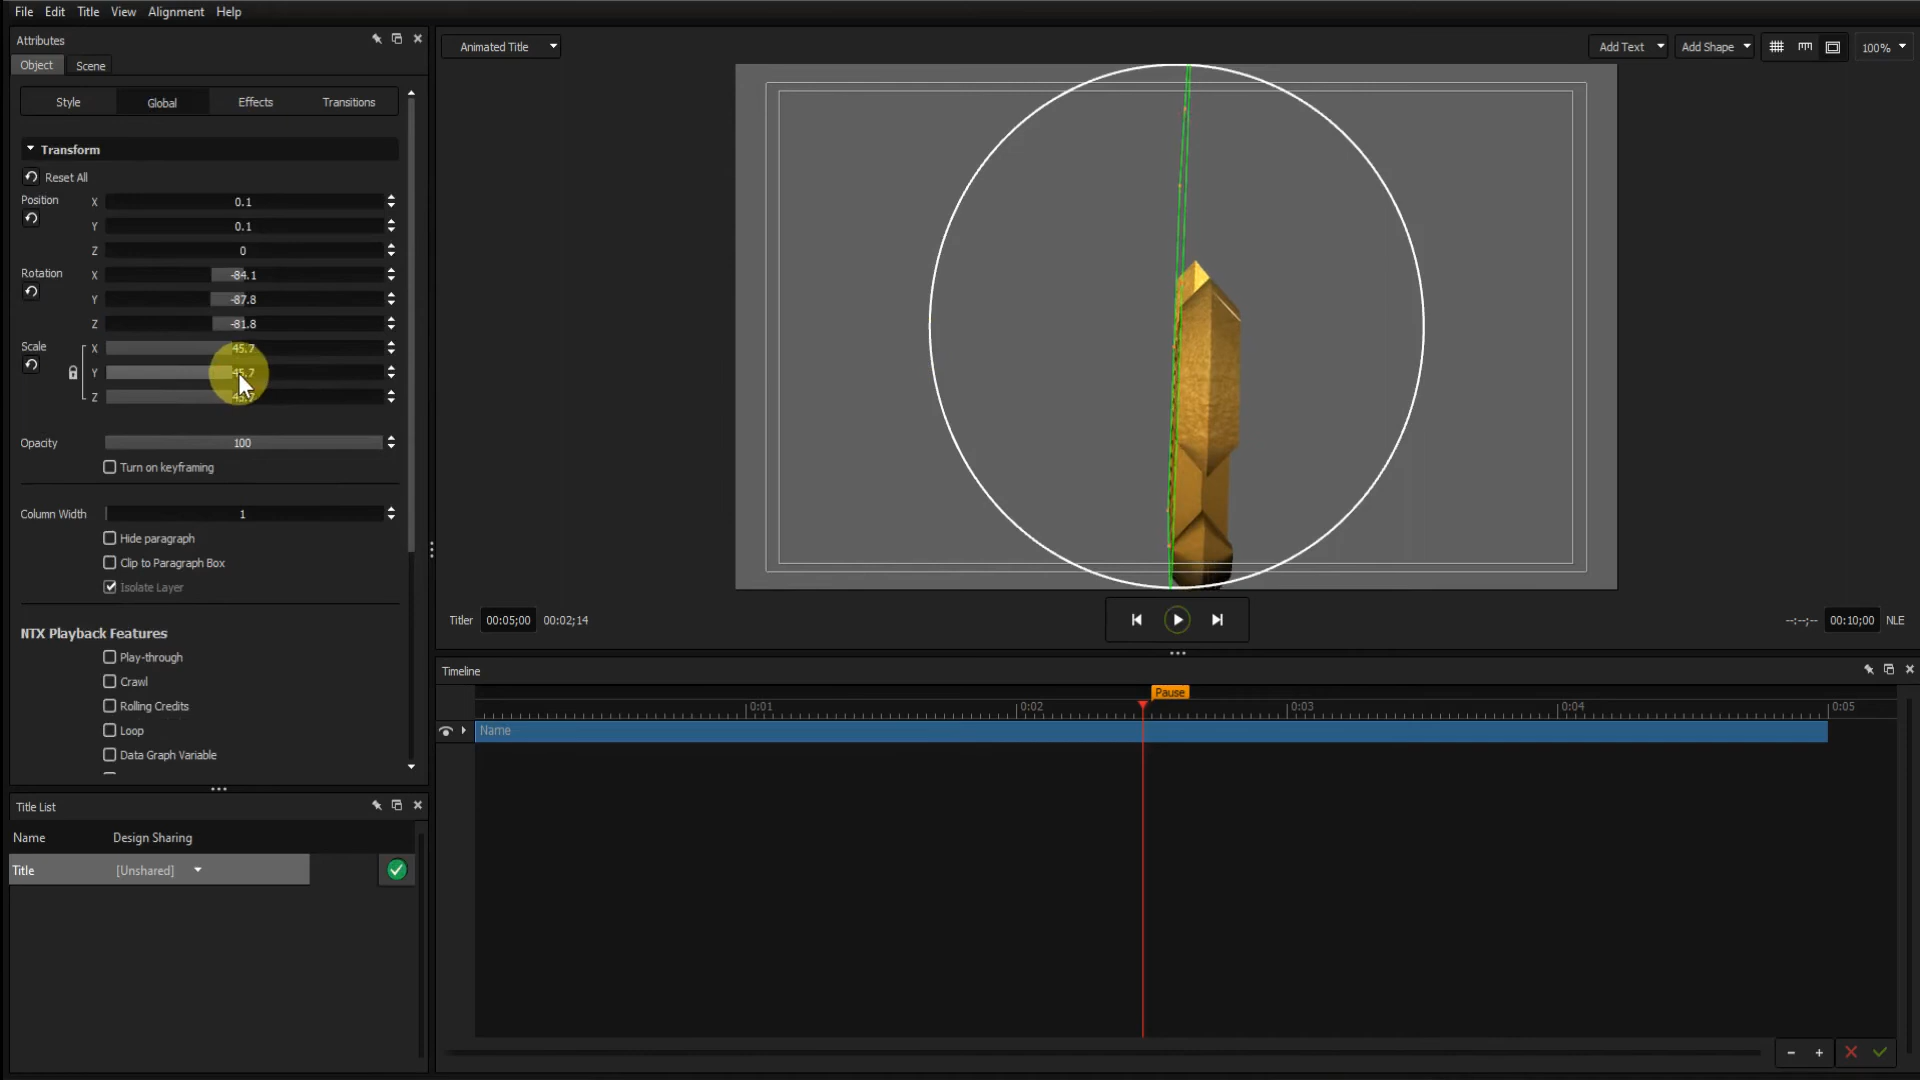 File Edit Title View Alignment Help
Attributes
Object Scene
Style Global Effects Transitions
Transform
Reset All
Position X 0.1
Y 0.1
Z 0
Rotation X -84.1
Y -87.8
Z -81.8
Scale X 45.7
Y 45.7
Z 45.7
Opacity 100
Turn on keyframing
Column Width 1
Hide paragraph
Clip to Paragraph Box
Isolate Layer
NTX Playback Features
Play-through
Crawl
Rolling Credits
Loop
Data Graph Variable
Title List
Name Design Sharing
Title [Unshared]
Animated Title
Add Text Add Shape 100%
Titler 00:05;00 00:02;14
--:--;-- 00:10;00 NLE
Timeline
Pause
0:01 0:02 0:03 0:04 0:05
Name